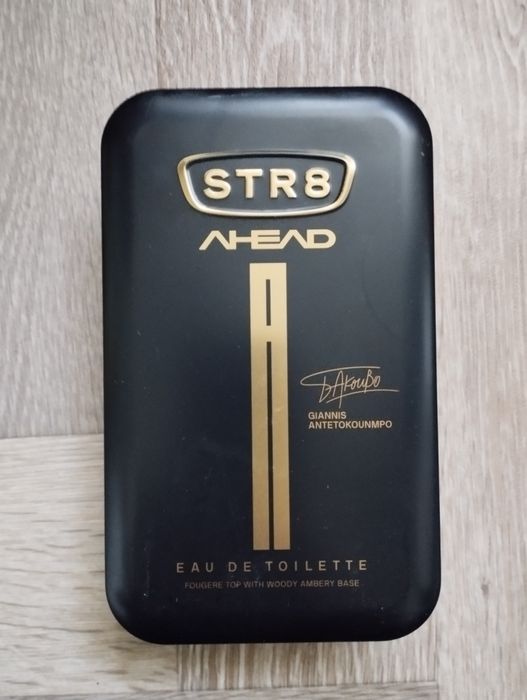 STR8
AHEAD
GIANNIS
ANTETOKOUNMPO
EAU DE TOILETTE
FOUGERE TOP WITH WOODY AMBERY BASE